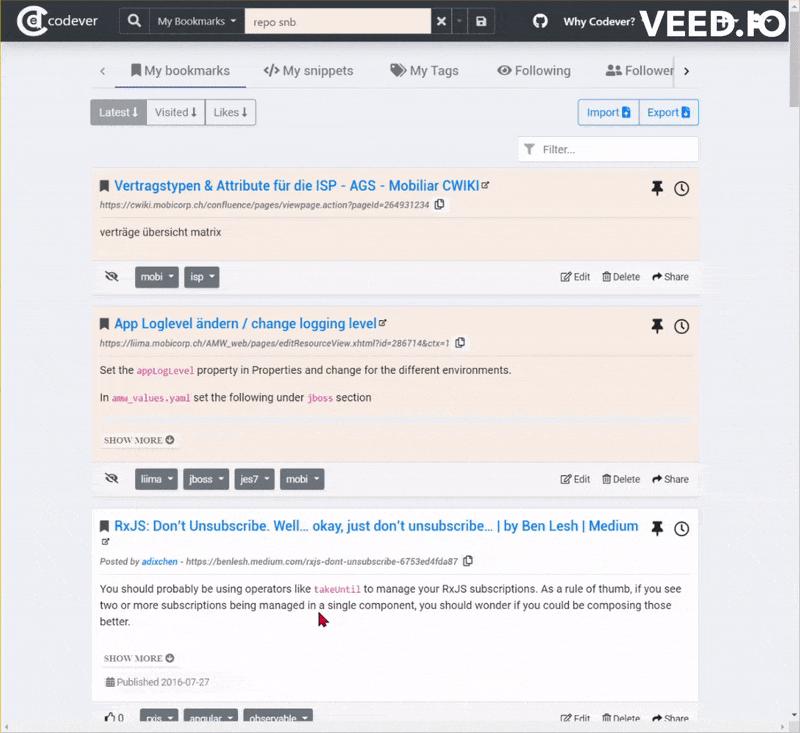 codever My Bookmarks repo snb Why Codever? VEED.IO
My bookmarks My snippets My Tags Following Follower
Latest Visited Likes Import Export
Filter...
Vertragstypen & Attribute für die ISP - AGS - Mobiliar CWIKI
https://cwiki.mobicorp.ch/confluence/pages/viewpage.action?pageId=264931234
verträge übersicht matrix
mobi isp Edit Delete Share
App Loglevel ändern / change logging level
https://liima.mobicorp.ch/AMW_web/pages/editResourceView.xhtml?id=286714&ctx=1
Set the appLogLevel property in Properties and change for the different environments.
In amw_values.yaml set the following under jboss section
SHOW MORE
liima jboss jes7 mobi Edit Delete Share
RxJS: Don't Unsubscribe. Well… okay, just don't unsubscribe… | by Ben Lesh | Medium
Posted by adixchen - https://benlesh.medium.com/rxjs-dont-unsubscribe-6753ed4fda87
You should probably be using operators like takeUntil to manage your RxJS subscriptions. As a rule of thumb, if you see
two or more subscriptions being managed in a single component, you should wonder if you could be composing those
better.
SHOW MORE
Published 2016-07-27
0 rxjs angular observable Edit Delete Share